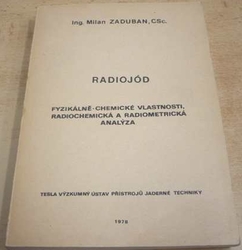 Ing. Milan ZADUBAN, CSc.
RADIOJÓD
FYZIKÁLNĚ-CHEMICKÉ VLASTNOSTI,
RADIOCHEMICKÁ A RADIOMETRICKÁ
ANALÝZA
TESLA VÝZKUMNÝ ÚSTAV PŘÍSTROJŮ JADERNÉ TECHNIKY
1976